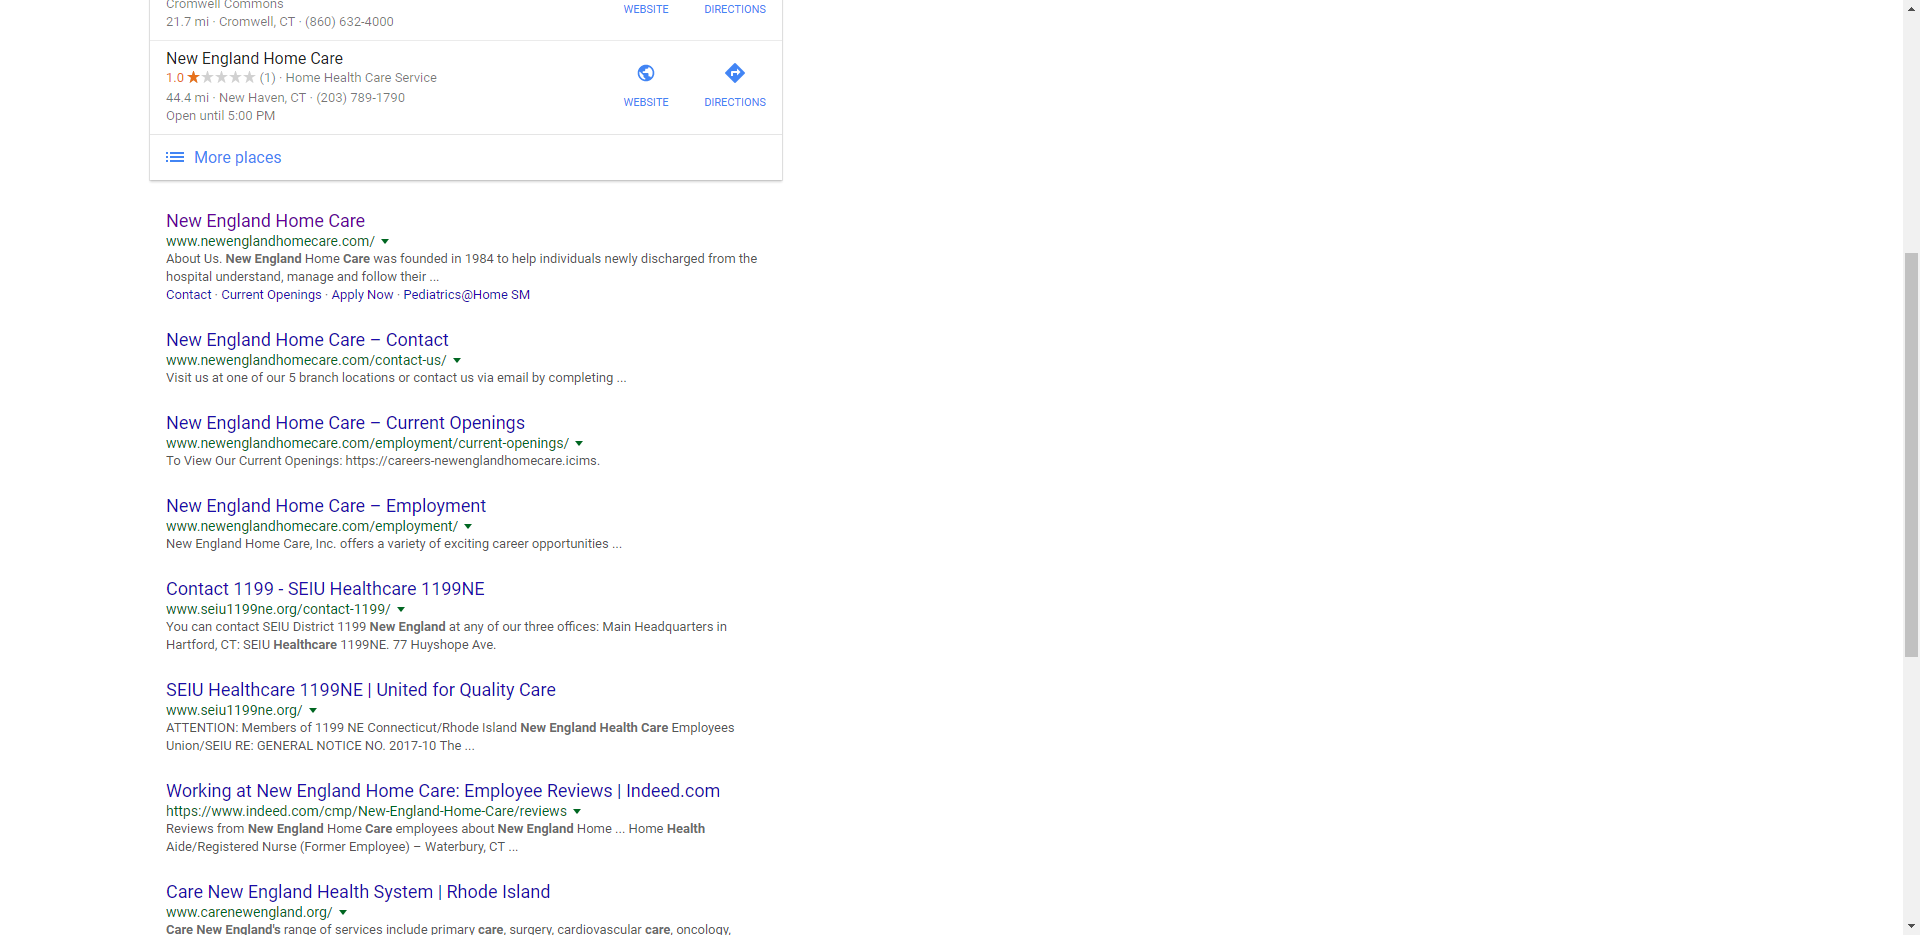 Cromwell Commons
21.7 mi · Cromwell, CT · (860) 632-4000
WEBSITE
DIRECTIONS
New England Home Care
1.0 (1) · Home Health Care Service
44.4 mi · New Haven, CT · (203) 789-1790
Open until 5:00 PM
WEBSITE
DIRECTIONS
More places
New England Home Care
www.newenglandhomecare.com/
About Us. New England Home Care was founded in 1984 to help individuals newly discharged from the
hospital understand, manage and follow their ...
Contact · Current Openings · Apply Now · Pediatrics@Home SM
New England Home Care – Contact
www.newenglandhomecare.com/contact-us/
Visit us at one of our 5 branch locations or contact us via email by completing ...
New England Home Care – Current Openings
www.newenglandhomecare.com/employment/current-openings/
To View Our Current Openings: https://careers-newenglandhomecare.icims.
New England Home Care – Employment
www.newenglandhomecare.com/employment/
New England Home Care, Inc. offers a variety of exciting career opportunities ...
Contact 1199 - SEIU Healthcare 1199NE
www.seiu1199ne.org/contact-1199/
You can contact SEIU District 1199 New England at any of our three offices: Main Headquarters in
Hartford, CT: SEIU Healthcare 1199NE. 77 Huyshope Ave.
SEIU Healthcare 1199NE | United for Quality Care
www.seiu1199ne.org/
ATTENTION: Members of 1199 NE Connecticut/Rhode Island New England Health Care Employees
Union/SEIU RE: GENERAL NOTICE NO. 2017-10 The ...
Working at New England Home Care: Employee Reviews | Indeed.com
https://www.indeed.com/cmp/New-England-Home-Care/reviews
Reviews from New England Home Care employees about New England Home ... Home Health
Aide/Registered Nurse (Former Employee) – Waterbury, CT ...
Care New England Health System | Rhode Island
www.carenewengland.org/
Care New England's range of services include primary care, surgery, cardiovascular care, oncology,